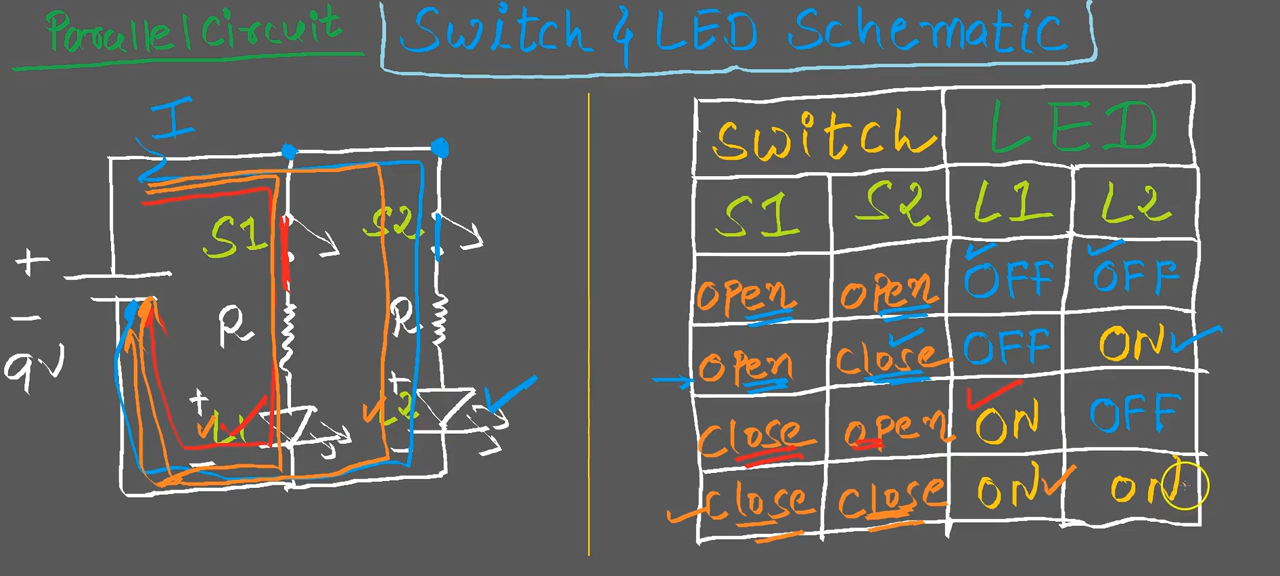 Parallel Circuit
Switch & LED Schematic
I
S1
S2
+
-
9V
R
R
+
L1
-
+
L2
-
Switch
LED
S1 S2 L1 L2
open open OFF OFF
open close OFF ON
close open ON OFF
close close ON ON